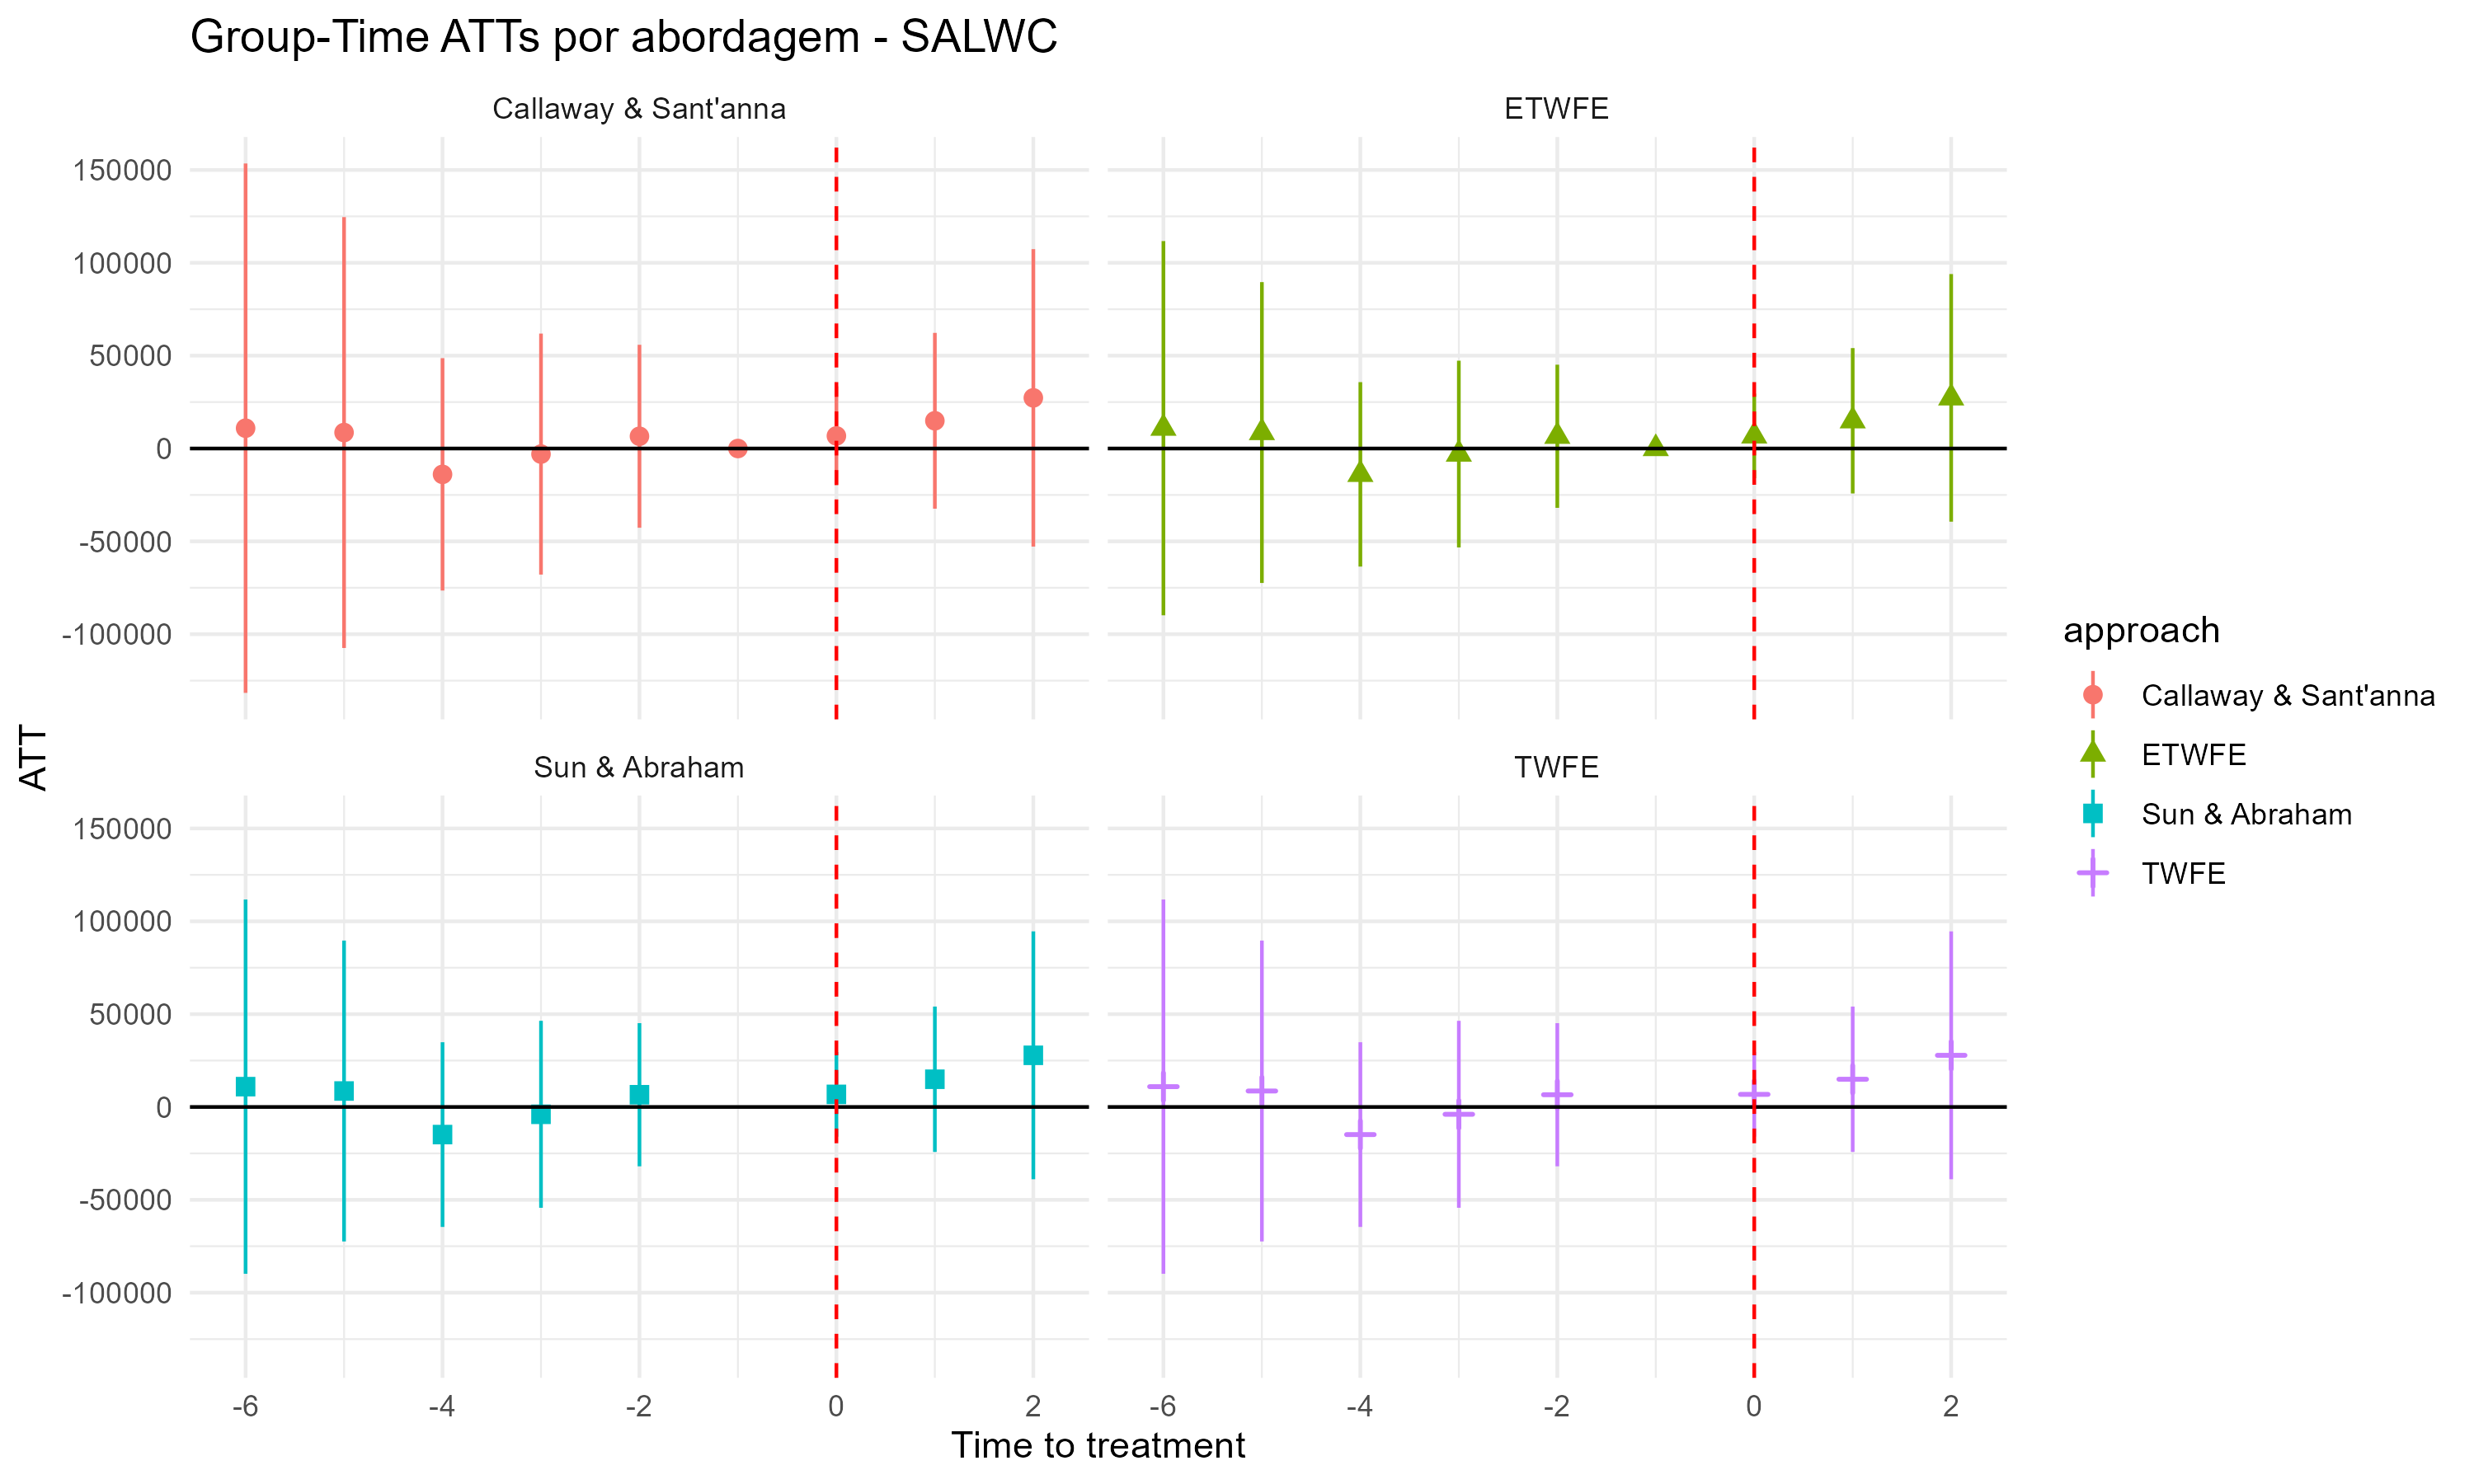 Group-Time ATTs por abordagem - SALWC
Callaway & Sant'anna
ETWFE
150000
100000
50000
0
-50000
-100000
Sun & Abraham
TWFE
150000
100000
50000
0
-50000
-100000
-6
-4
-2
0
2
-6
-4
-2
0
2
Time to treatment
ATT
approach
Callaway & Sant'anna
ETWFE
Sun & Abraham
TWFE